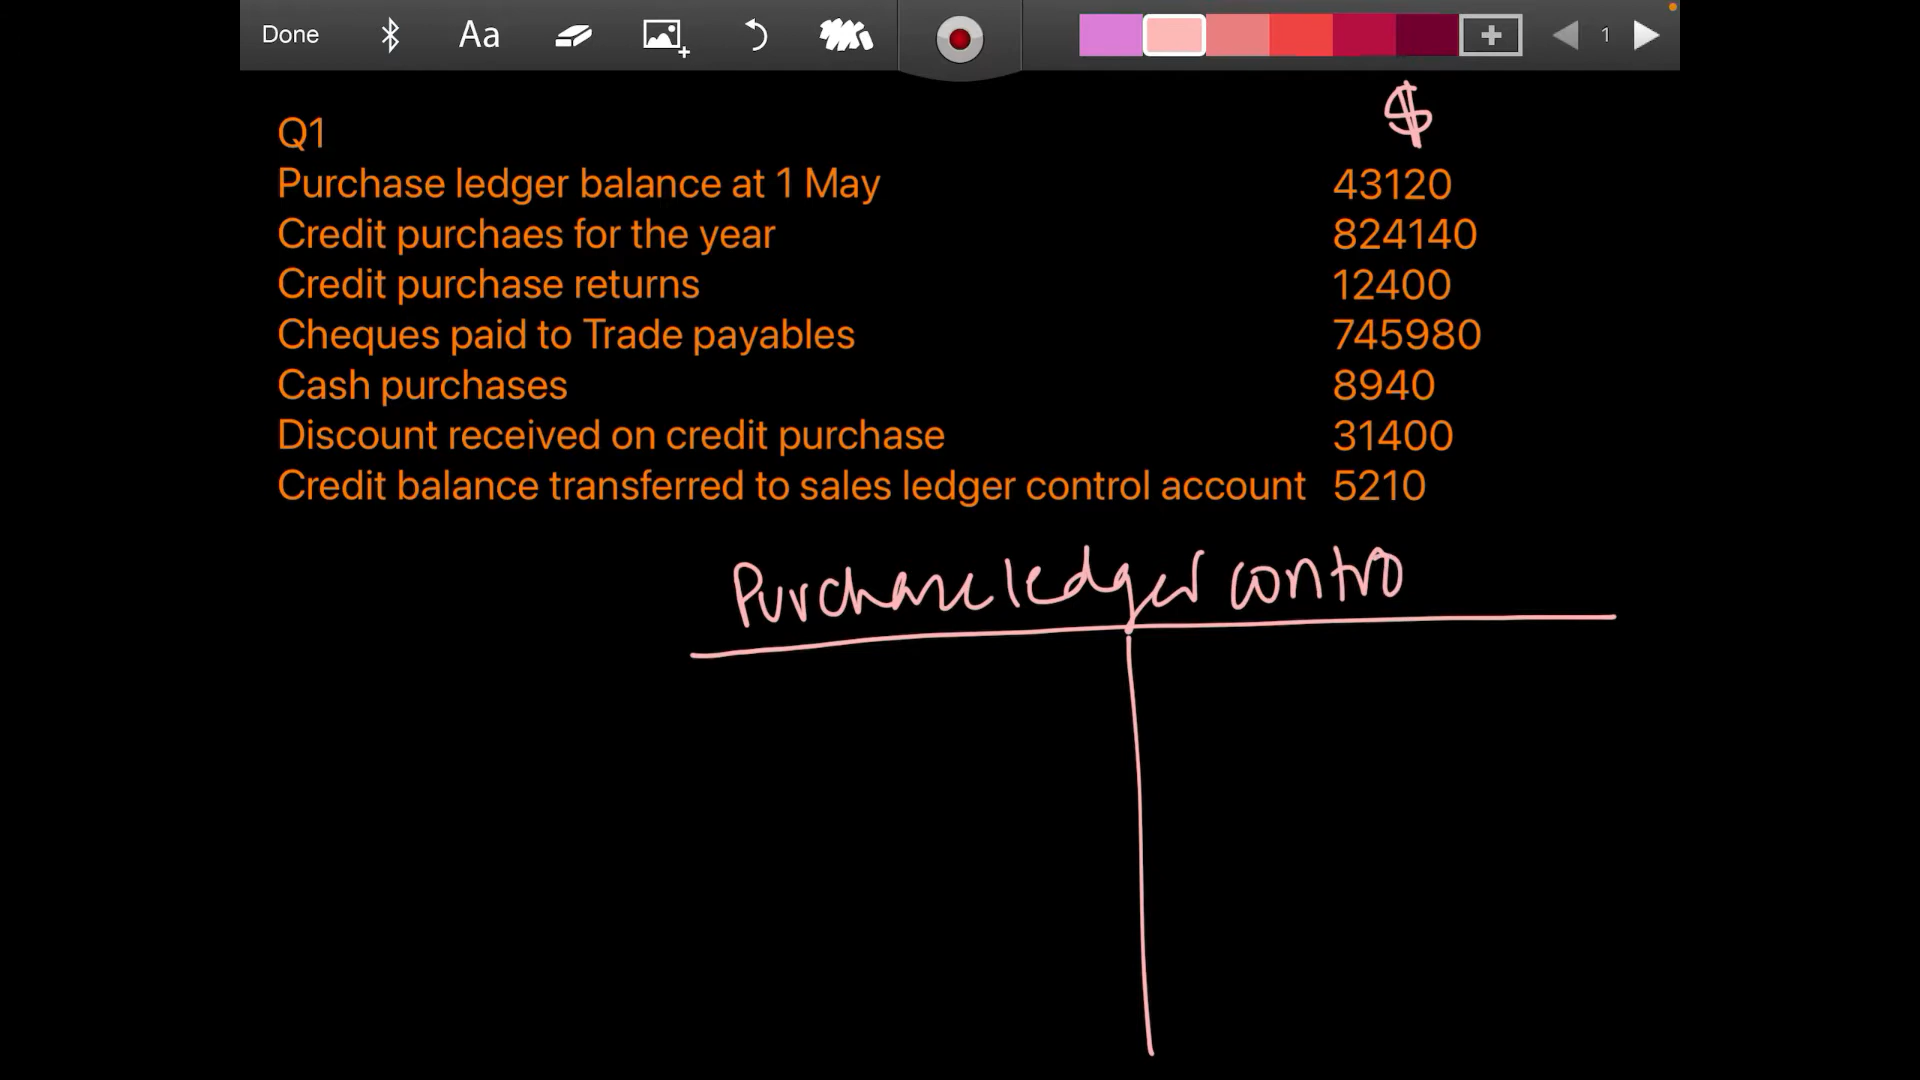 Done Aa 1
$
Q1
Purchase ledger balance at 1 May 43120
Credit purchaes for the year 824140
Credit purchase returns 12400
Cheques paid to Trade payables 745980
Cash purchases 8940
Discount received on credit purchase 31400
Credit balance transferred to sales ledger control account 5210
Purchase ledger contro